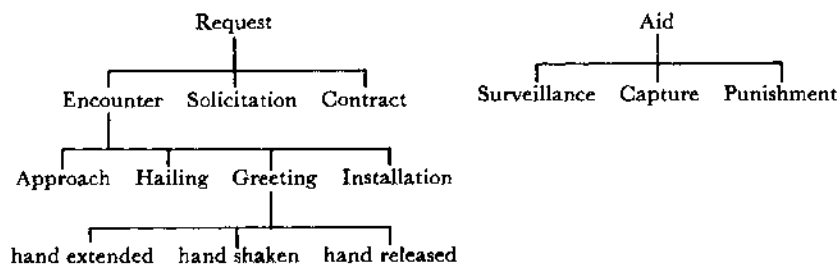 Request Aid
Encounter Solicitation Contract Surveillance Capture Punishment
Approach Hailing Greeting Installation
hand extended hand shaken hand released